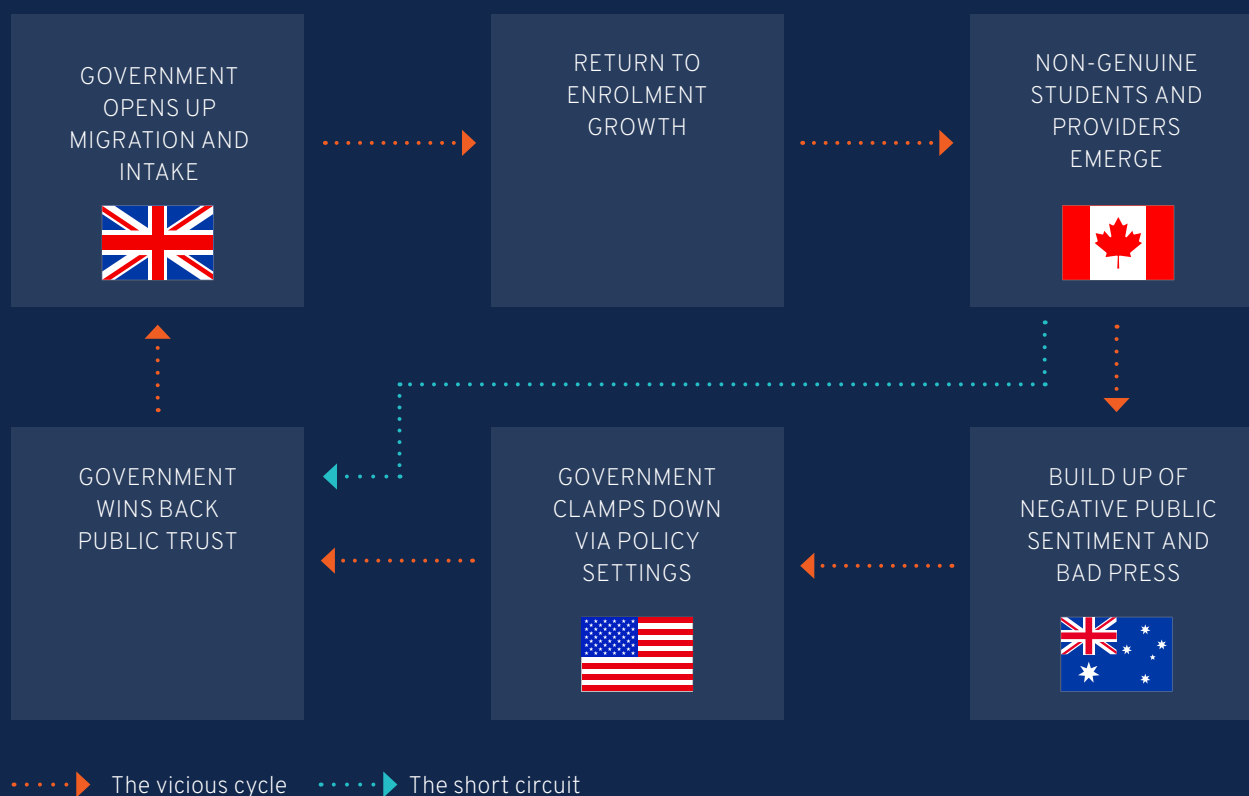 GOVERNMENT
OPENS UP
MIGRATION AND
INTAKE
RETURN TO
ENROLMENT
GROWTH
NON-GENUINE
STUDENTS AND
PROVIDERS
EMERGE
GOVERNMENT
WINS BACK
PUBLIC TRUST
GOVERNMENT
CLAMPS DOWN
VIA POLICY
SETTINGS
BUILD UP OF
NEGATIVE PUBLIC
SENTIMENT AND
BAD PRESS
The vicious cycle
The short circuit